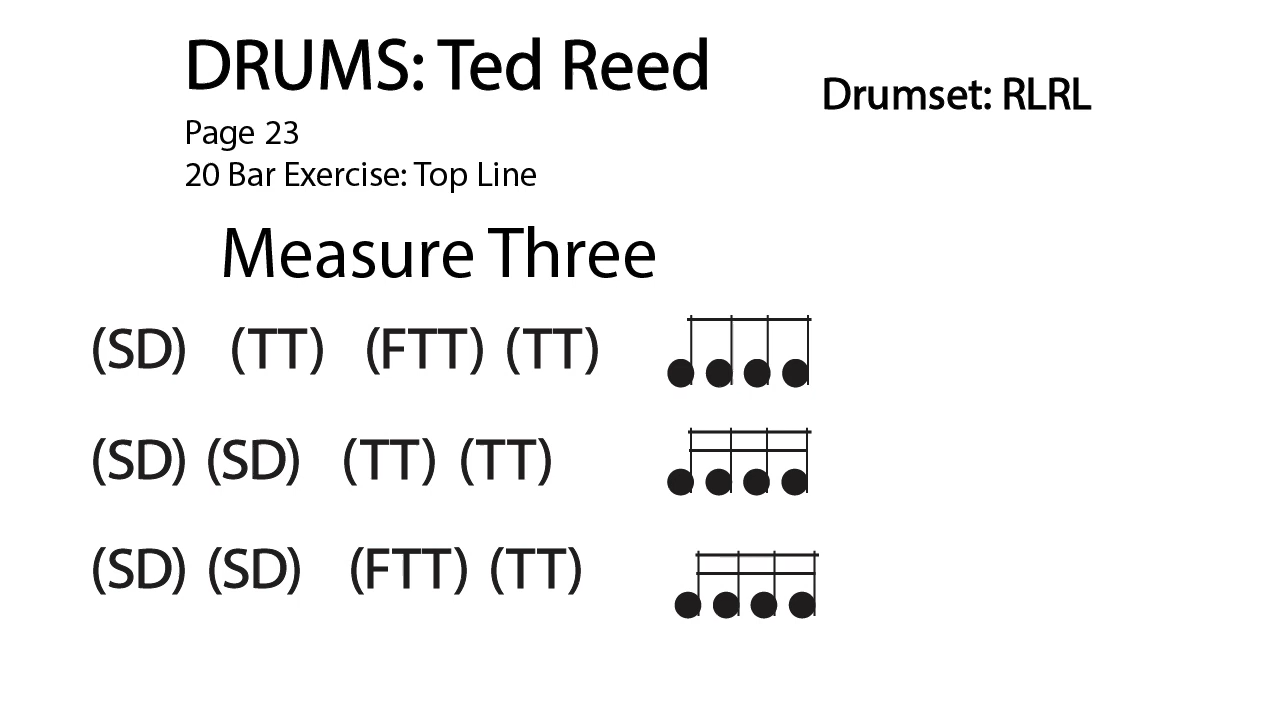 DRUMS: Ted Reed
Drumset: RLRL
Page 23
20 Bar Exercise: Top Line
Measure Three
(SD) (TT) (FTT) (TT)
(SD) (SD) (TT) (TT)
(SD) (SD) (FTT) (TT)